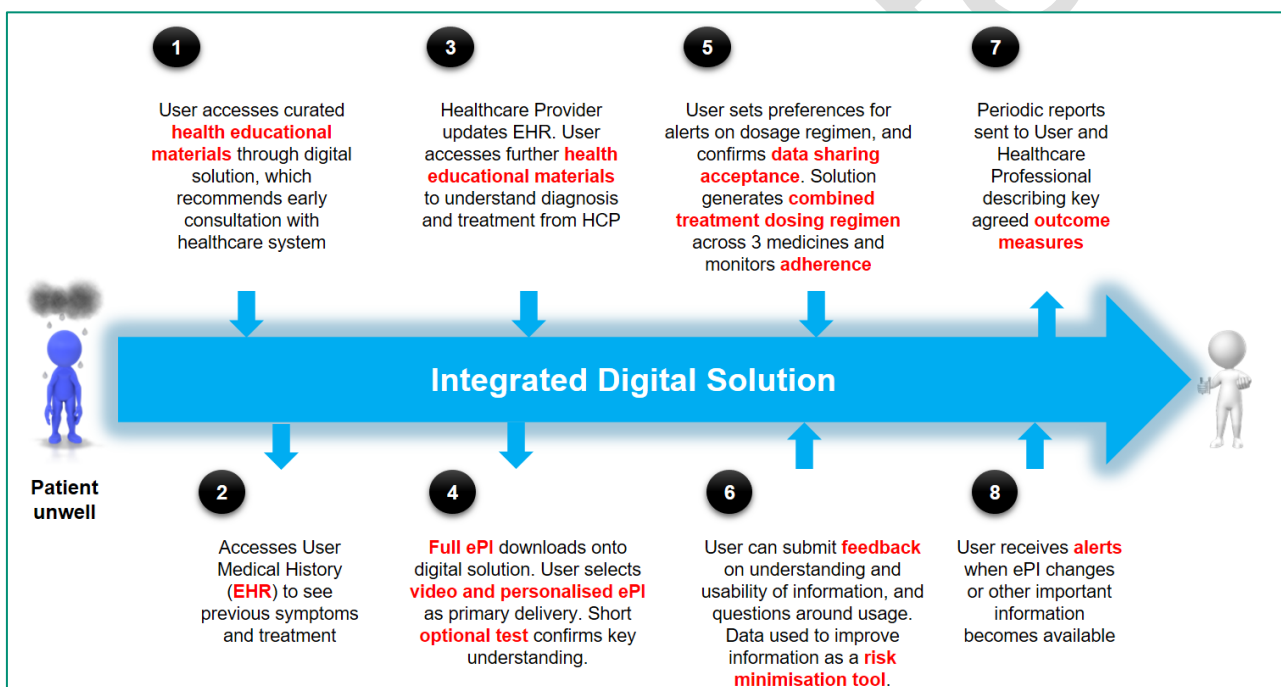 1
User accesses curated
health educational
materials through digital
solution, which
recommends early
consultation with
healthcare system
3
Healthcare Provider
updates EHR. User
accesses further health
educational materials
to understand diagnosis
and treatment from HCP
5
User sets preferences for
alerts on dosage regimen, and
confirms data sharing
acceptance. Solution
generates combined
treatment dosing regimen
across 3 medicines and
monitors adherence
7
Periodic reports
sent to User and
Healthcare
Professional
describing key
agreed outcome
measures
Integrated Digital Solution
Patient
unwell
2
Accesses User
Medical History
(EHR) to see
previous symptoms
and treatment
4
Full ePI downloads onto
digital solution. User selects
video and personalised ePI
as primary delivery. Short
optional test confirms key
understanding.
6
User can submit feedback
on understanding and
usability of information, and
questions around usage.
Data used to improve
information as a risk
minimisation tool.
8
User receives alerts
when ePI changes
or other important
information
becomes available